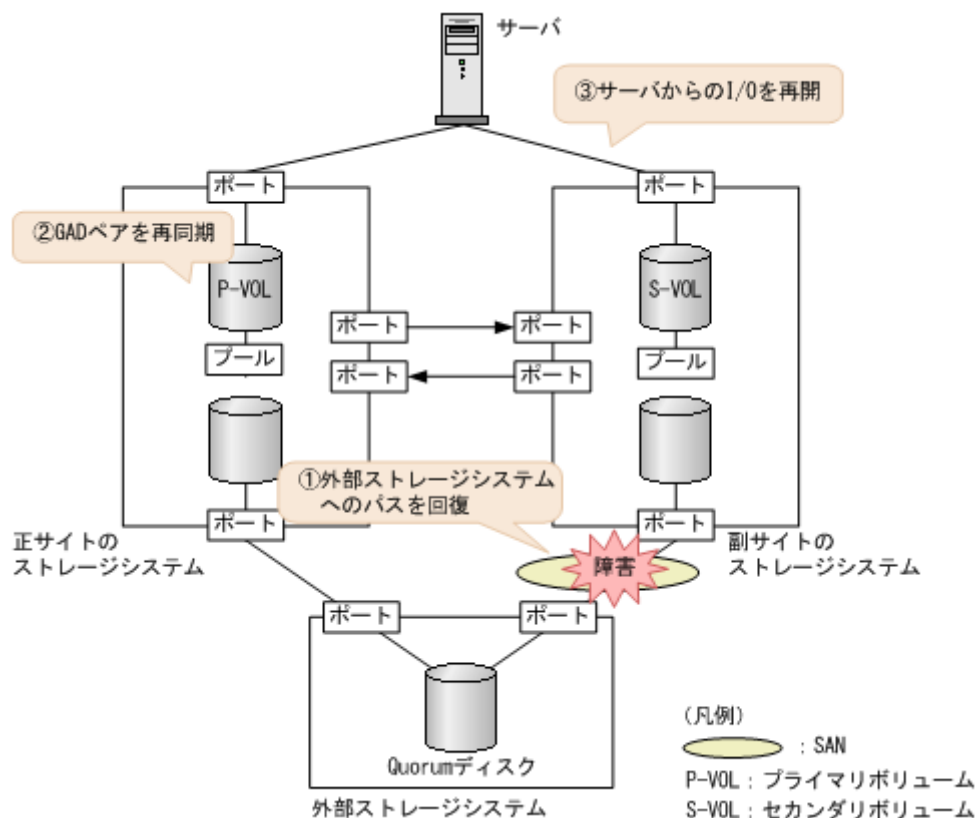 サーバ
③サーバからのI/Oを再開
ポート
ポート
②GADペアを再同期
P-VOL
S-VOL
ポート
ポート
プール
プール
ポート
ポート
①外部ストレージシステム
へのパスを回復
ポート
ポート
正サイトの
ストレージシステム
副サイトの
ストレージシステム
障害
ポート
ポート
Quorumディスク
外部ストレージシステム
(凡例)
：SAN
P-VOL：プライマリボリューム
S-VOL：セカンダリボリューム